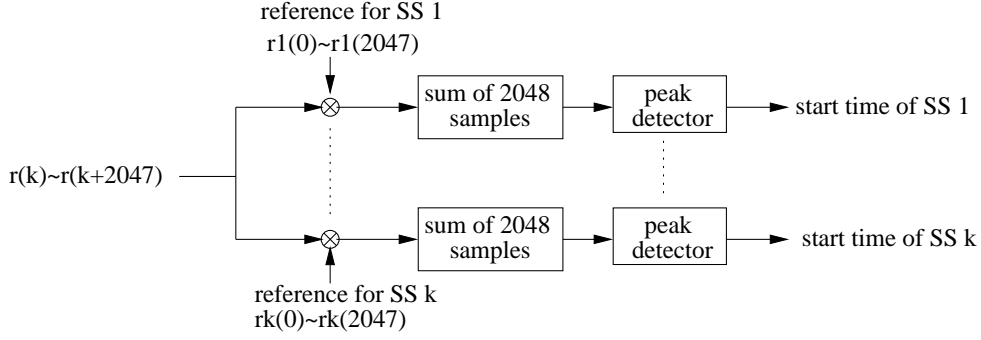 reference for SS 1
r1(0)~r1(2047)
sum of 2048
samples
peak
detector
start time of SS 1
r(k)~r(k+2047)
sum of 2048
samples
peak
detector
start time of SS k
reference for SS k
rk(0)~rk(2047)